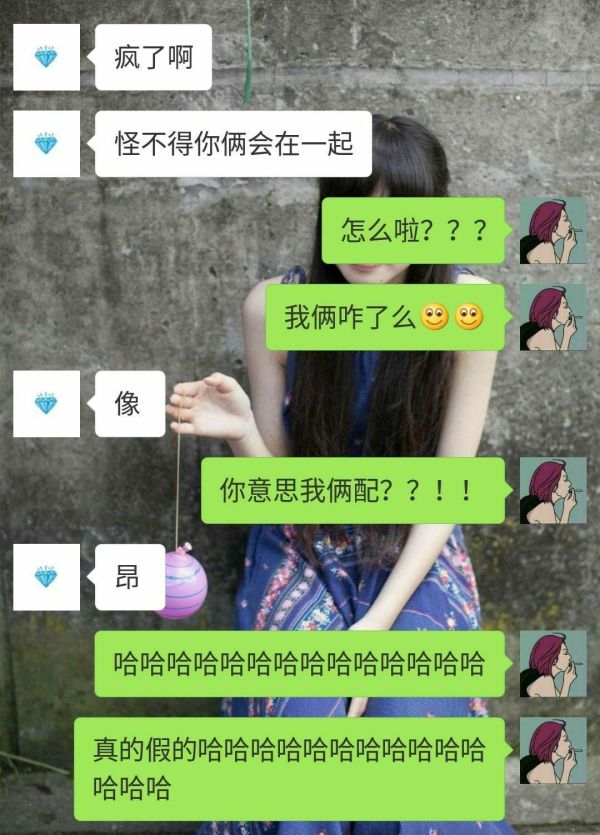 疯了啊
怪不得你俩会在一起
怎么啦？？？
我俩咋了么
像
你意思我俩配？？！！
昂
哈哈哈哈哈哈哈哈哈哈哈哈哈哈
真的假的哈哈哈哈哈哈哈哈哈哈哈
哈哈哈